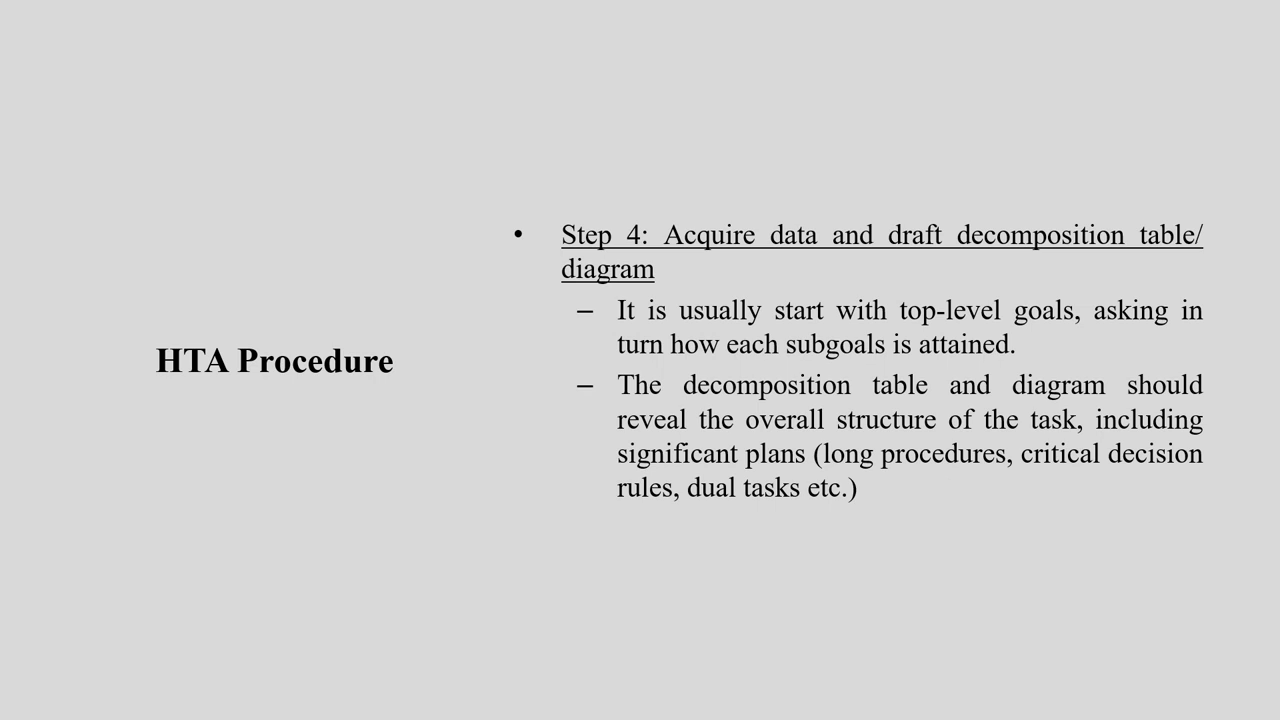 HTA Procedure
• Step 4: Acquire data and draft decomposition table/
diagram
– It is usually start with top-level goals, asking in
turn how each subgoals is attained.
– The decomposition table and diagram should
reveal the overall structure of the task, including
significant plans (long procedures, critical decision
rules, dual tasks etc.)